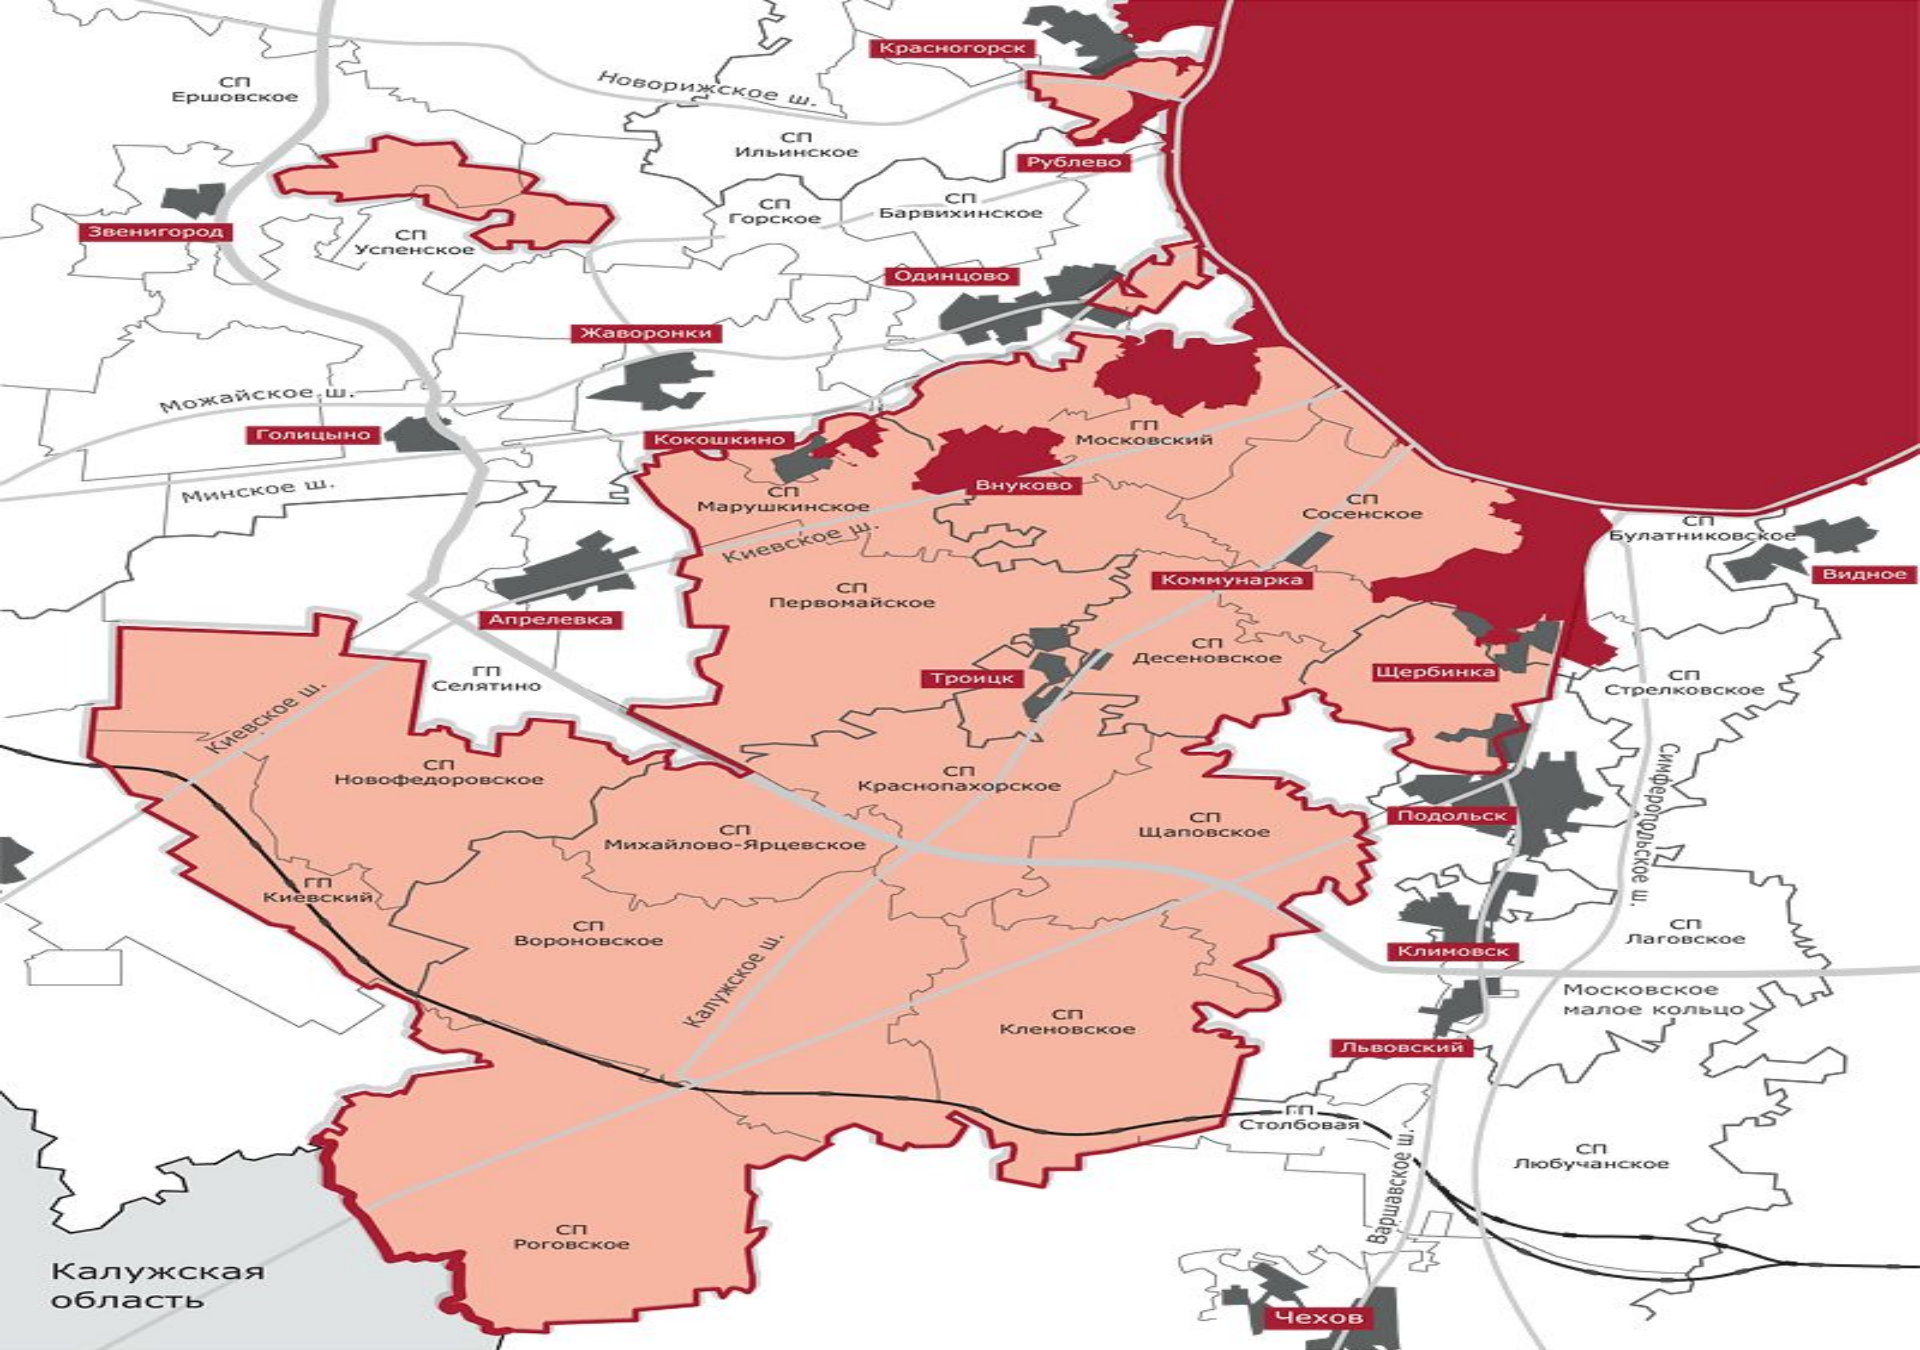 Красногорск
Новорижское ш.
СП
Ершовское
СП
Ильинское
Рублево
СП
Горское
СП
Барвихинское
Звенигород
СП
Успенское
Одинцово
Жаворонки
Можайское ш.
Голицыно
Кокошкино
ГП
Московский
Минское ш.
Внуково
СП
Марушкинское
СП
Сосенское
Киевское ш.
СП
Булатниковское
Видное
Коммунарка
СП
Первомайское
Апрелевка
СП
Десеновское
ГП
Селятино
Троицк
Щербинка
СП
Стрелковское
Киевское ш.
СП
Новофедоровское
СП
Краснопахорское
Симферопольское ш.
СП
Михайлово-Ярцевское
СП
Щаповское
Подольск
ГП
Киевский
СП
Вороновское
Калужское ш.
СП
Лаговское
Климовск
Московское
малое кольцо
СП
Кленовское
Львовский
ГП
Столбовая
Варшавское ш.
СП
Любучанское
СП
Роговское
Калужская
область
Чехов